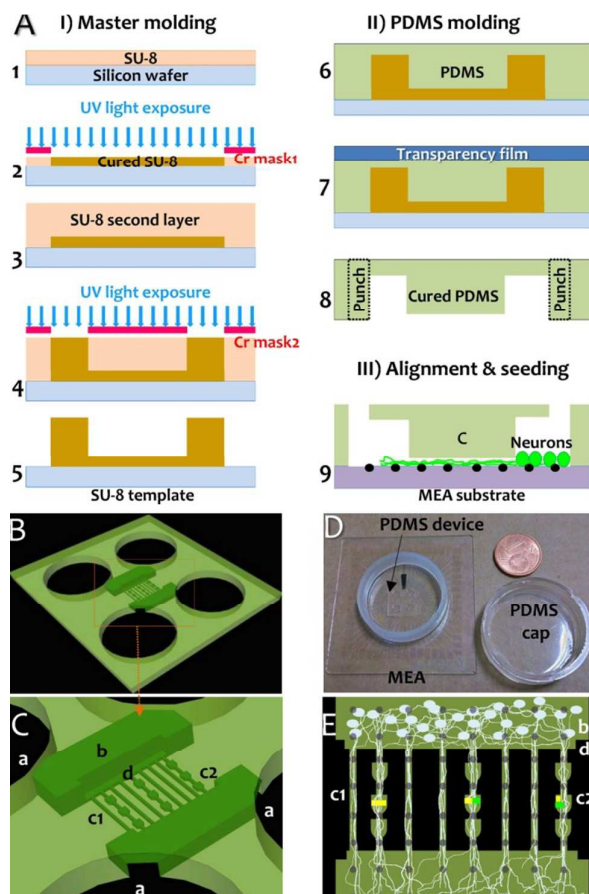 A
I) Master molding
SU-8
Silicon wafer
1
UV light exposure
Cured SU-8
Cr mask1
2
SU-8 second layer
3
UV light exposure
Cr mask2
4
5
SU-8 template
II) PDMS molding
PDMS
6
Transparency film
7
Punch
Cured PDMS
Punch
8
III) Alignment & seeding
C
Neurons
9
MEA substrate
B
D
PDMS device
PDMS
cap
MEA
C
a
b
d
c2
c1
a
a
E
b
d
c1
c2